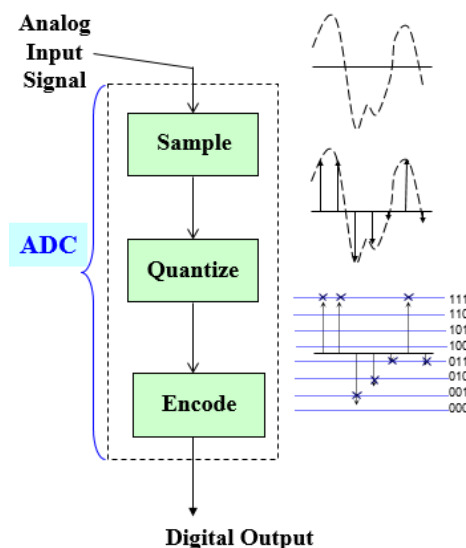 Analog
Input
Signal
Sample
ADC
Quantize
111
110
101
100
011
010
001
000
Encode
Digital Output